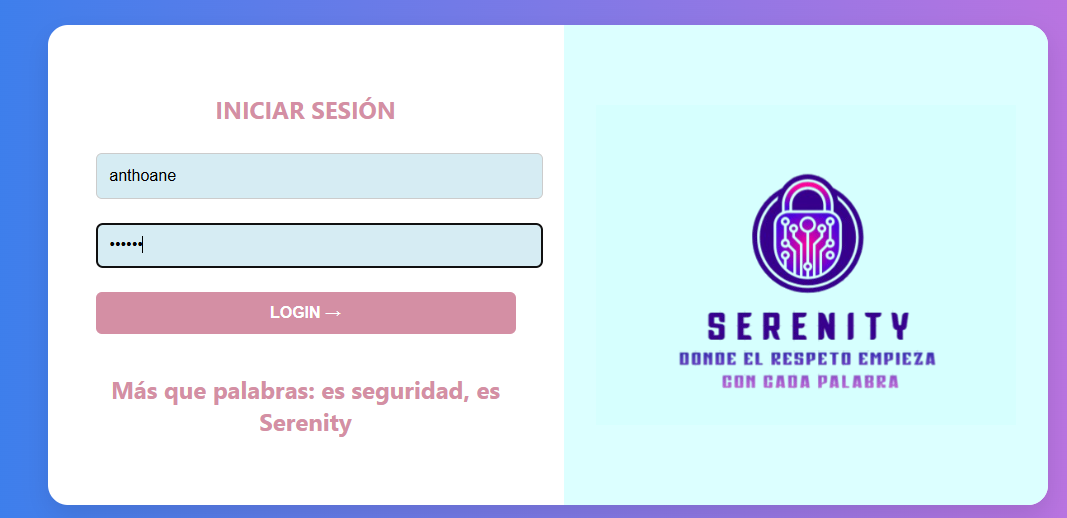 INICIAR SESIÓN
anthoane
••••••
LOGIN →
Más que palabras: es seguridad, es
Serenity
SERENITY
DONDE EL RESPETO EMPIEZA
CON CADA PALABRA